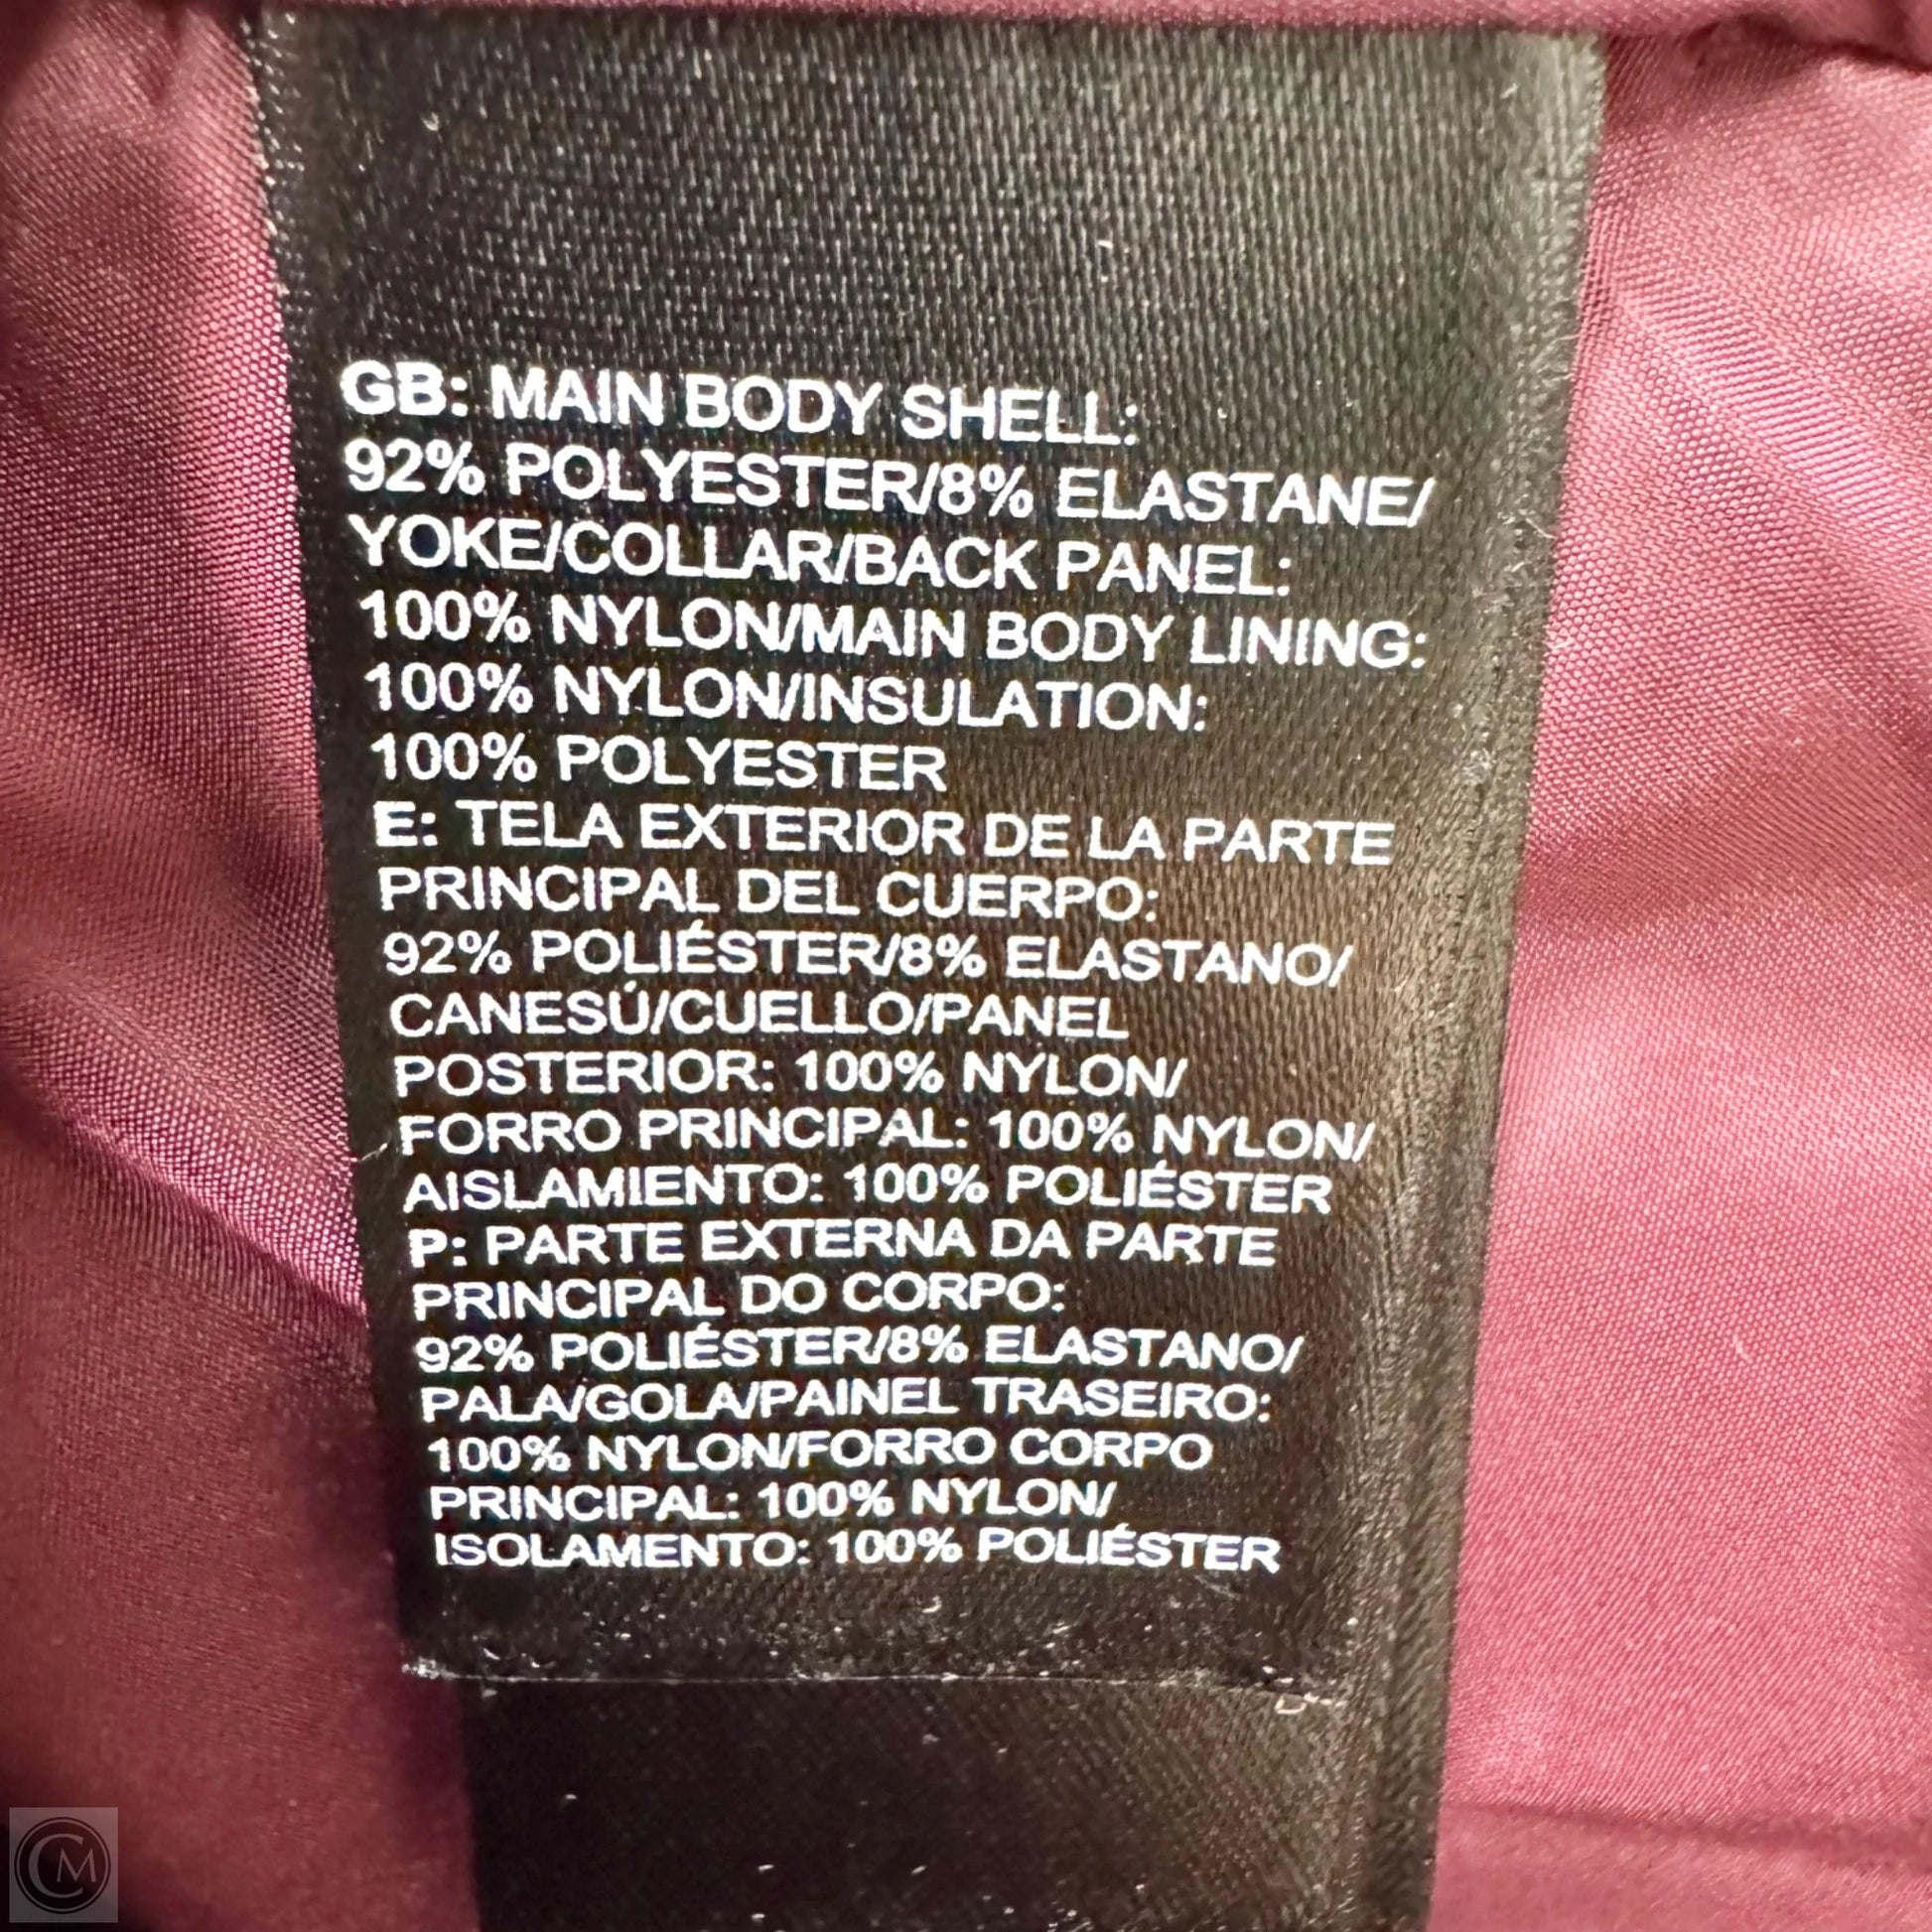 GB: MAIN BODY SHELL:
92% POLYESTER/8% ELASTANE/
YOKE/COLLAR/BACK PANEL:
100% NYLON/MAIN BODY LINING:
100% NYLON/INSULATION:
100% POLYESTER
E: TELA EXTERIOR DE LA PARTE
PRINCIPAL DEL CUERPO:
92% POLIÉSTER/8% ELASTANO/
CANESÚ/CUELLO/PANEL
POSTERIOR: 100% NYLON/
FORRO PRINCIPAL: 100% NYLON/
AISLAMIENTO: 100% POLIÉSTER
P: PARTE EXTERNA DA PARTE
PRINCIPAL DO CORPO:
92% POLIÉSTER/8% ELASTANO/
PALA/GOLA/PAINEL TRASEIRO:
100% NYLON/FORRO CORPO
PRINCIPAL: 100% NYLON/
ISOLAMENTO: 100% POLIÉSTER
CM